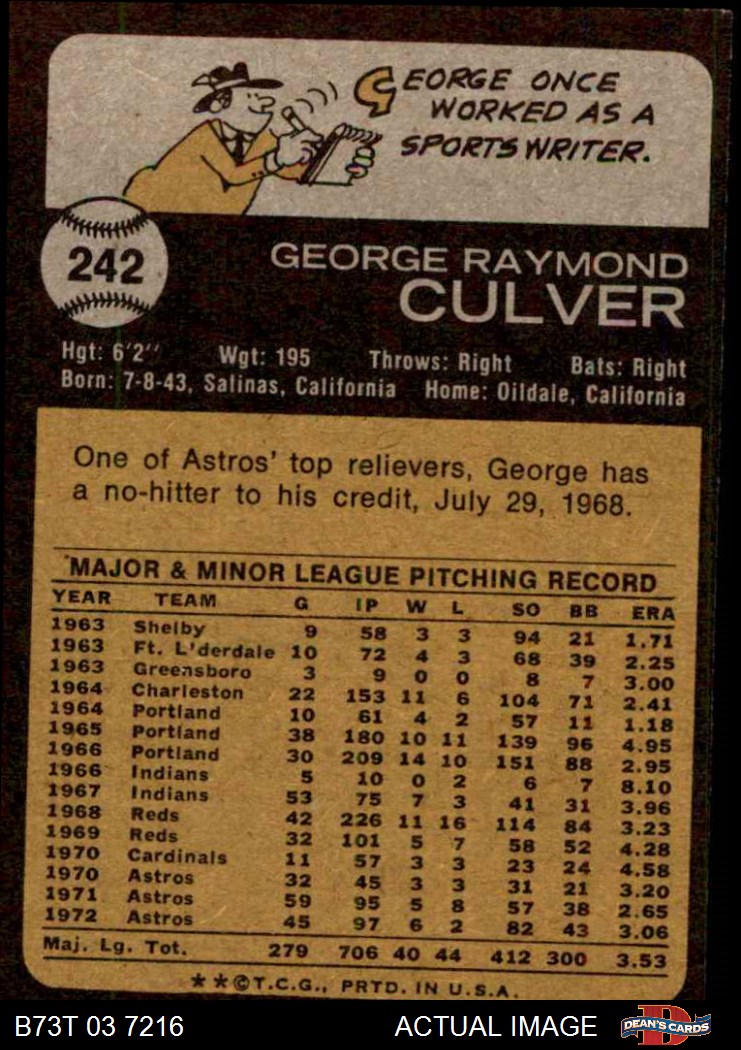 GEORGE ONCE
WORKED AS A
SPORTS WRITER.
242
GEORGE RAYMOND
CULVER
Hgt: 6'2" Wgt: 195 Throws: Right Bats: Right
Born: 7-8-43, Salinas, California Home: Oildale, California
One of Astros' top relievers, George has
a no-hitter to his credit, July 29, 1968.
MAJOR & MINOR LEAGUE PITCHING RECORD
YEAR TEAM G IP W L SO BB ERA
1963 Shelby 9 58 3 3 94 21 1.71
1963 Ft. L'derdale 10 72 4 3 68 39 2.25
1963 Greensboro 3 9 0 0 8 7 3.00
1964 Charleston 22 153 11 6 104 71 2.41
1964 Portland 10 61 4 2 57 11 1.18
1965 Portland 38 180 10 11 139 96 4.95
1966 Portland 30 209 14 10 151 88 2.95
1966 Indians 5 10 0 2 6 7 8.10
1967 Indians 53 75 7 3 41 31 3.96
1968 Reds 42 226 11 16 114 84 3.23
1969 Reds 32 101 5 7 58 52 4.28
1970 Cardinals 11 57 3 3 23 24 4.58
1970 Astros 32 45 3 3 31 21 3.20
1971 Astros 59 95 5 8 57 38 2.65
1972 Astros 45 97 6 2 82 43 3.06
Maj. Lg. Tot. 279 706 40 44 412 300 3.53
**©T.C.G., PRTD. IN U.S.A.
B73T 03 7216 ACTUAL IMAGE DEAN'S CARDS